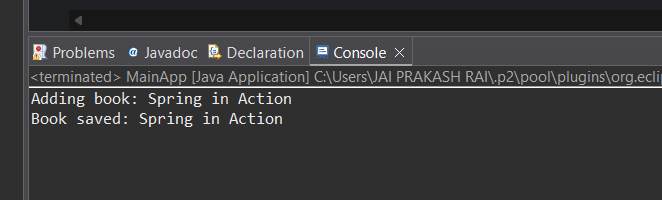 Problems Javadoc Declaration Console
<terminated> MainApp [Java Application] C:\Users\JAI PRAKASH RAI\.p2\pool\plugins\org.eclip
Adding book: Spring in Action
Book saved: Spring in Action